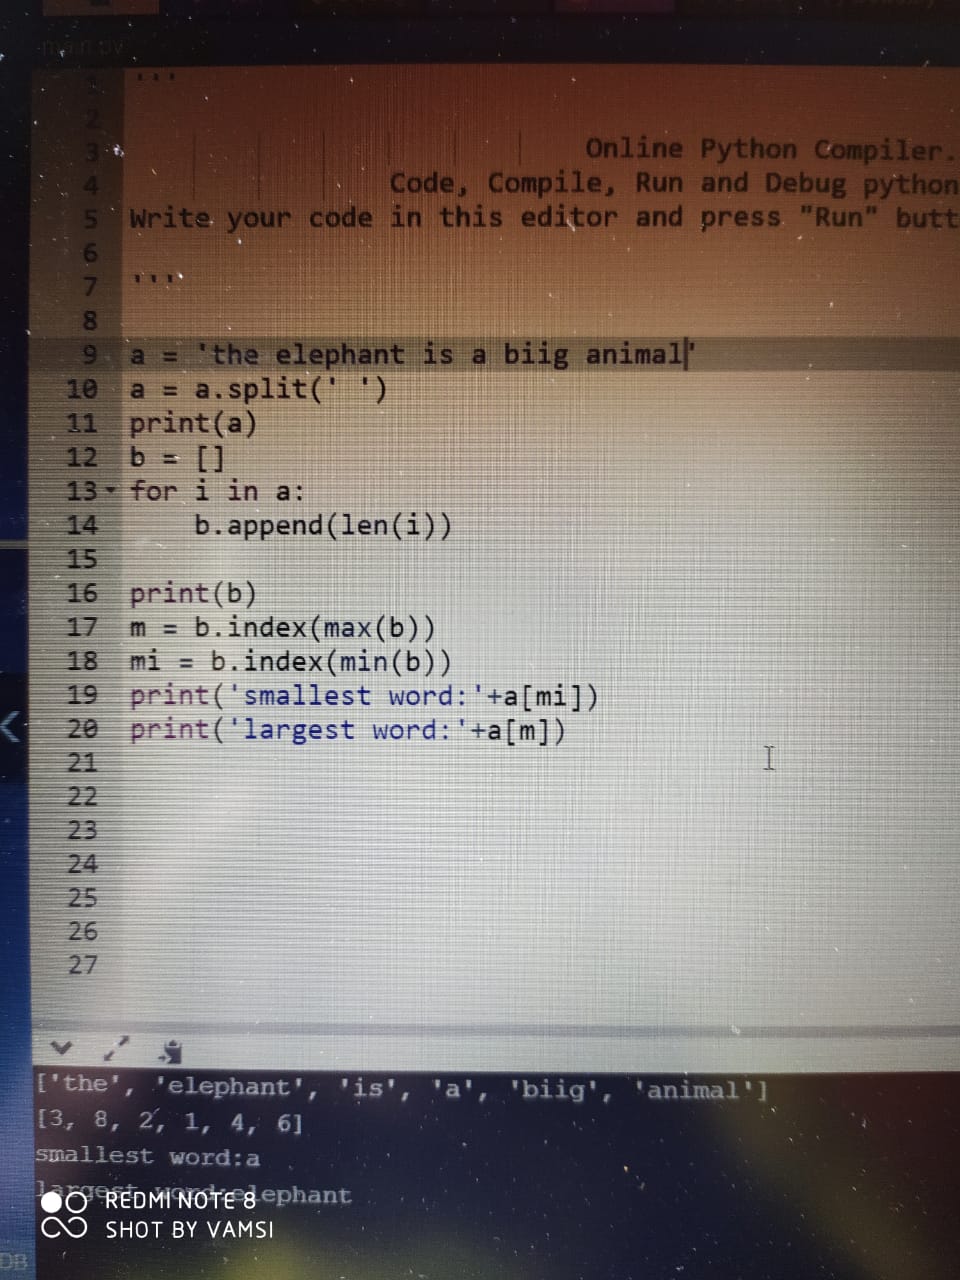 main.py
1 '''
2
3 Online Python Compiler.
4 Code, Compile, Run and Debug python
5 Write your code in this editor and press "Run" butt
6
7 '''
8
9 a = 'the elephant is a biig animal'
10 a = a.split(' ')
11 print(a)
12 b = []
13 for i in a:
14 b.append(len(i))
15
16 print(b)
17 m = b.index(max(b))
18 mi = b.index(min(b))
19 print('smallest word:'+a[mi])
20 print('largest word:'+a[m])
21
22
23
24
25
26
27
['the', 'elephant', 'is', 'a', 'biig', 'animal']
[3, 8, 2, 1, 4, 6]
smallest word:a
largest word:elephant
REDMI NOTE 8
SHOT BY VAMSI
DB